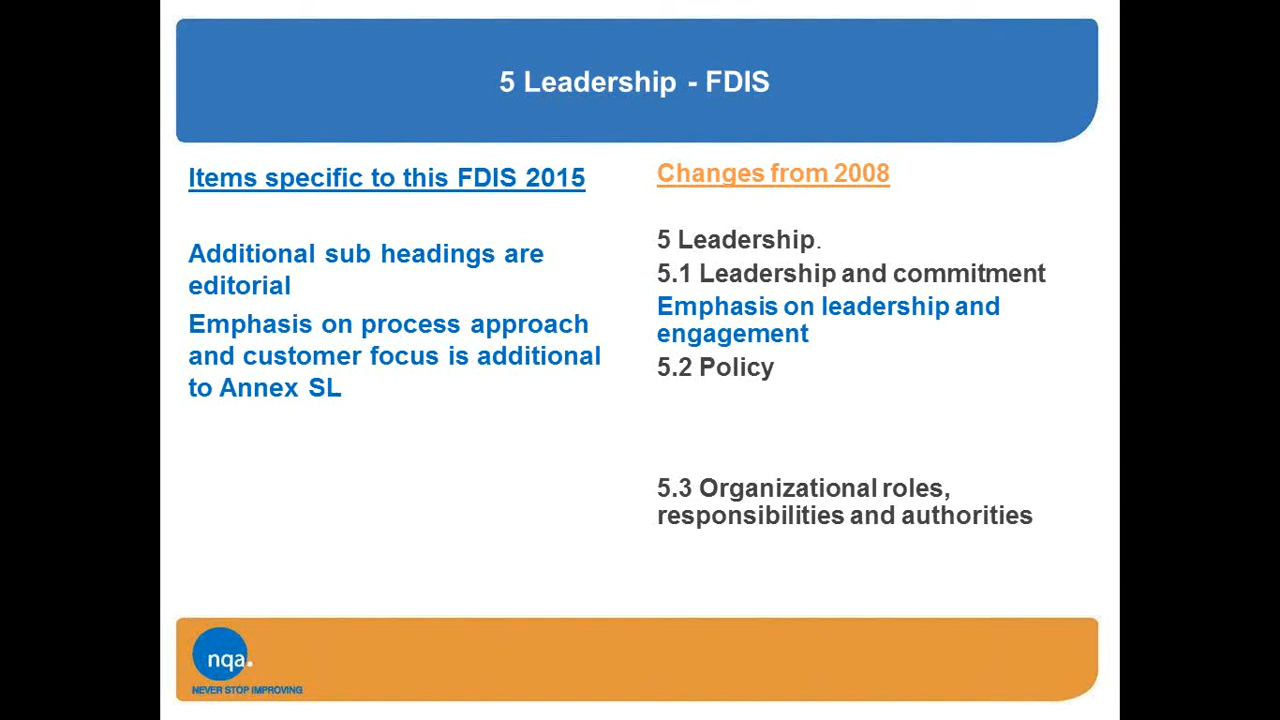 5 Leadership - FDIS
Items specific to this FDIS 2015
Additional sub headings are
editorial
Emphasis on process approach
and customer focus is additional
to Annex SL
Changes from 2008
5 Leadership.
5.1 Leadership and commitment
Emphasis on leadership and
engagement
5.2 Policy
5.3 Organizational roles,
responsibilities and authorities
nqa.
NEVER STOP IMPROVING